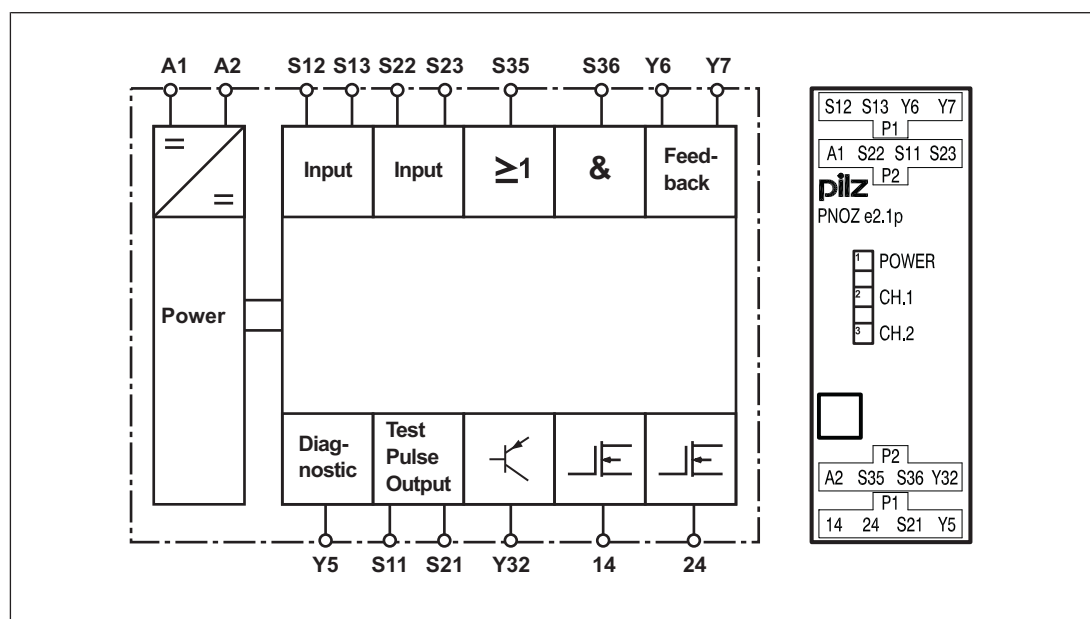 A1 A2 S12 S13 S22 S23 S35 S36 Y6 Y7
=
=
Input Input ≥1 & Feed-
back
Power
Diag-
nostic
Test
Pulse
Output
Y5 S11 S21 Y32 14 24
S12 S13 Y6 Y7
P1
A1 S22 S11 S23
P2
pilz
PNOZ e2.1p
1 POWER
2 CH.1
3 CH.2
P2
A2 S35 S36 Y32
P1
14 24 S21 Y5